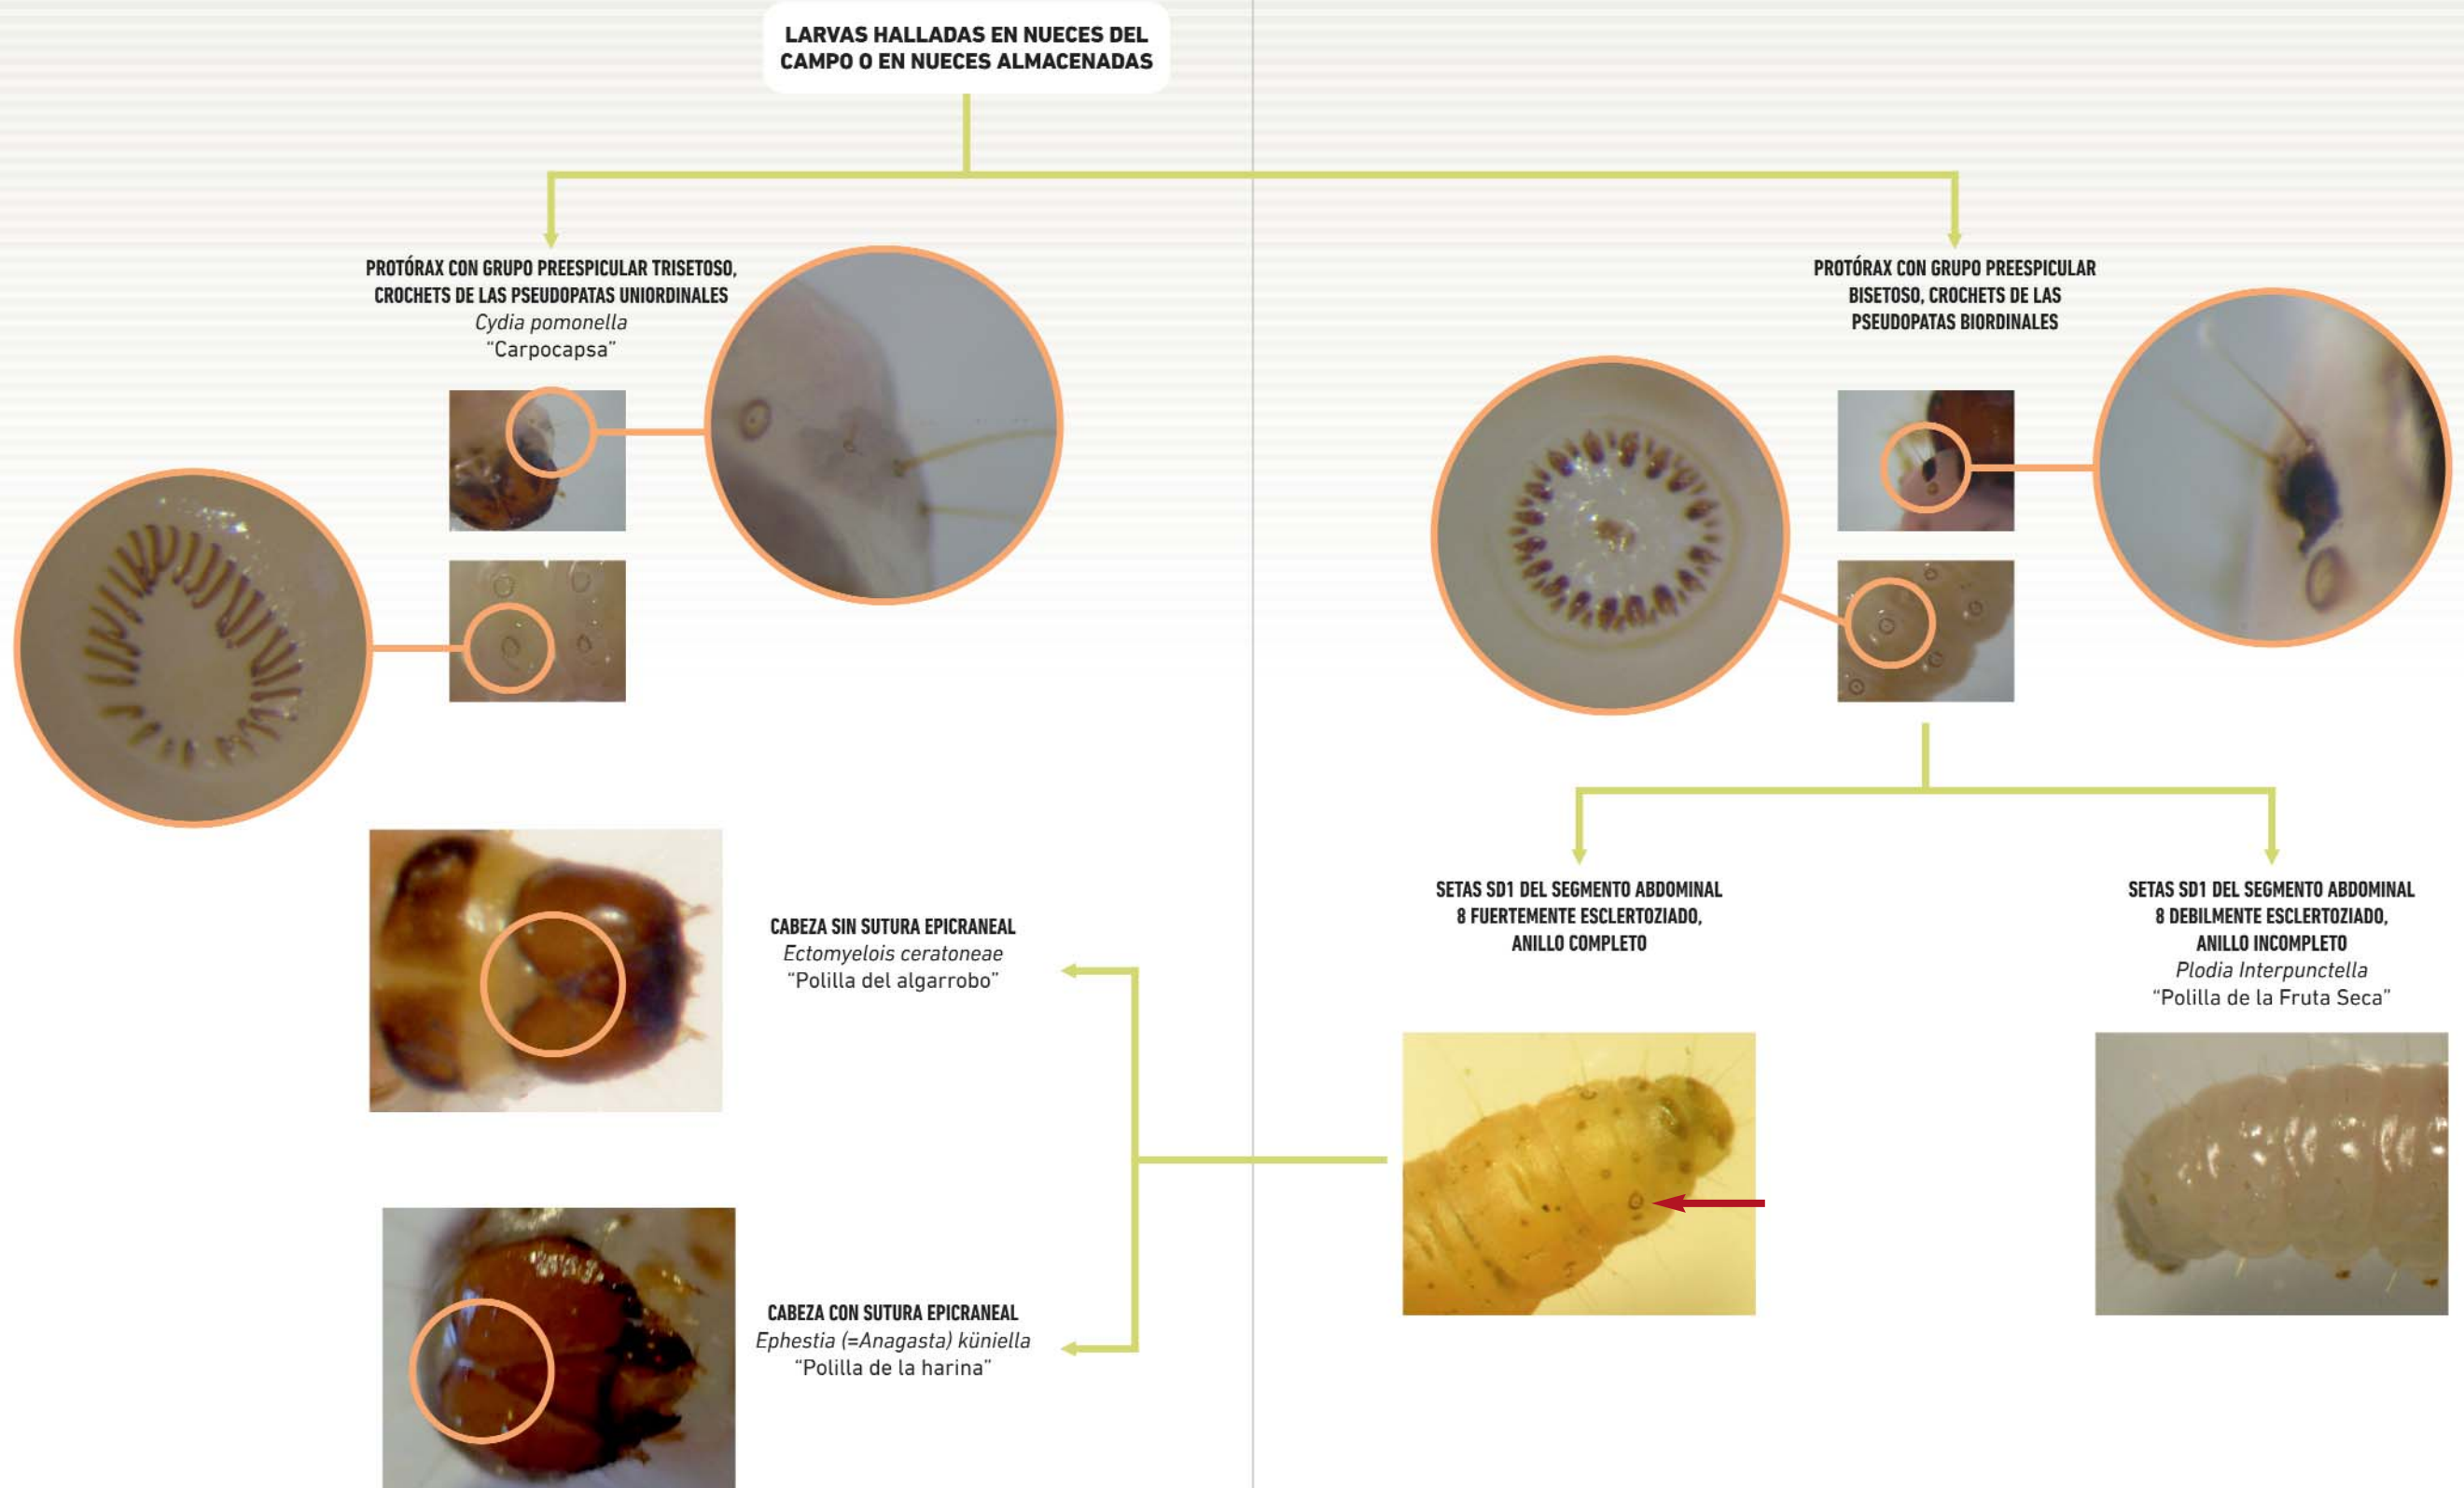 LARVAS HALLADAS EN NUECES DEL
CAMPO O EN NUECES ALMACENADAS
PROTÓRAX CON GRUPO PREESPICULAR TRISETOSO,
CROCHETS DE LAS PSEUDOPATAS UNIORDINALES
Cydia pomonella
“Carpocapsa”
PROTÓRAX CON GRUPO PREESPICULAR
BISETOSO, CROCHETS DE LAS
PSEUDOPATAS BIORDINALES
SETAS SD1 DEL SEGMENTO ABDOMINAL
8 FUERTEMENTE ESCLERTOZIADO,
ANILLO COMPLETO
SETAS SD1 DEL SEGMENTO ABDOMINAL
8 DEBILMENTE ESCLERTOZIADO,
ANILLO INCOMPLETO
Plodia Interpunctella
“Polilla de la Fruta Seca”
CABEZA SIN SUTURA EPICRANEAL
Ectomyelois ceratoneae
“Polilla del algarrobo”
CABEZA CON SUTURA EPICRANEAL
Ephestia (=Anagasta) küniella
“Polilla de la harina”